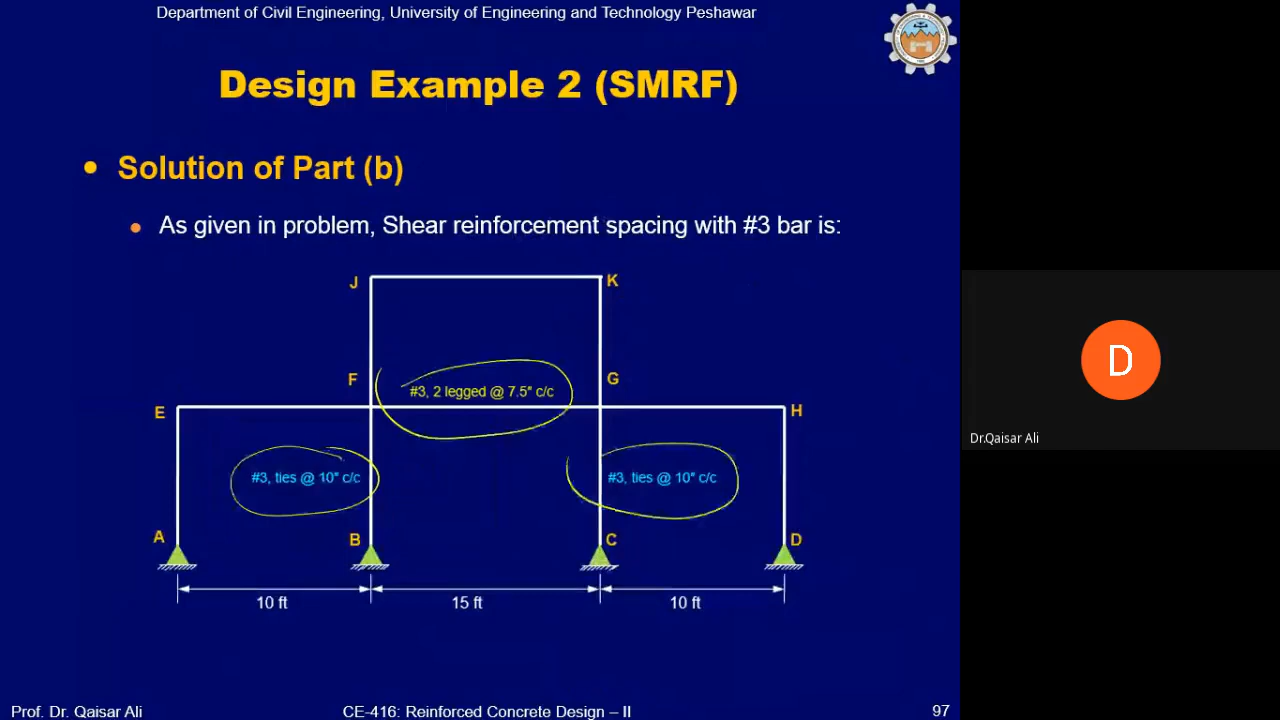 Department of Civil Engineering, University of Engineering and Technology Peshawar
Design Example 2 (SMRF)
• Solution of Part (b)
• As given in problem, Shear reinforcement spacing with #3 bar is:
J
K
F
#3, 2 legged @ 7.5" c/c
G
E
H
#3, ties @ 10" c/c
#3, ties @ 10" c/c
A
B
C
D
10 ft
15 ft
10 ft
Prof. Dr. Qaisar Ali
CE-416: Reinforced Concrete Design – II
97
D
Dr.Qaisar Ali